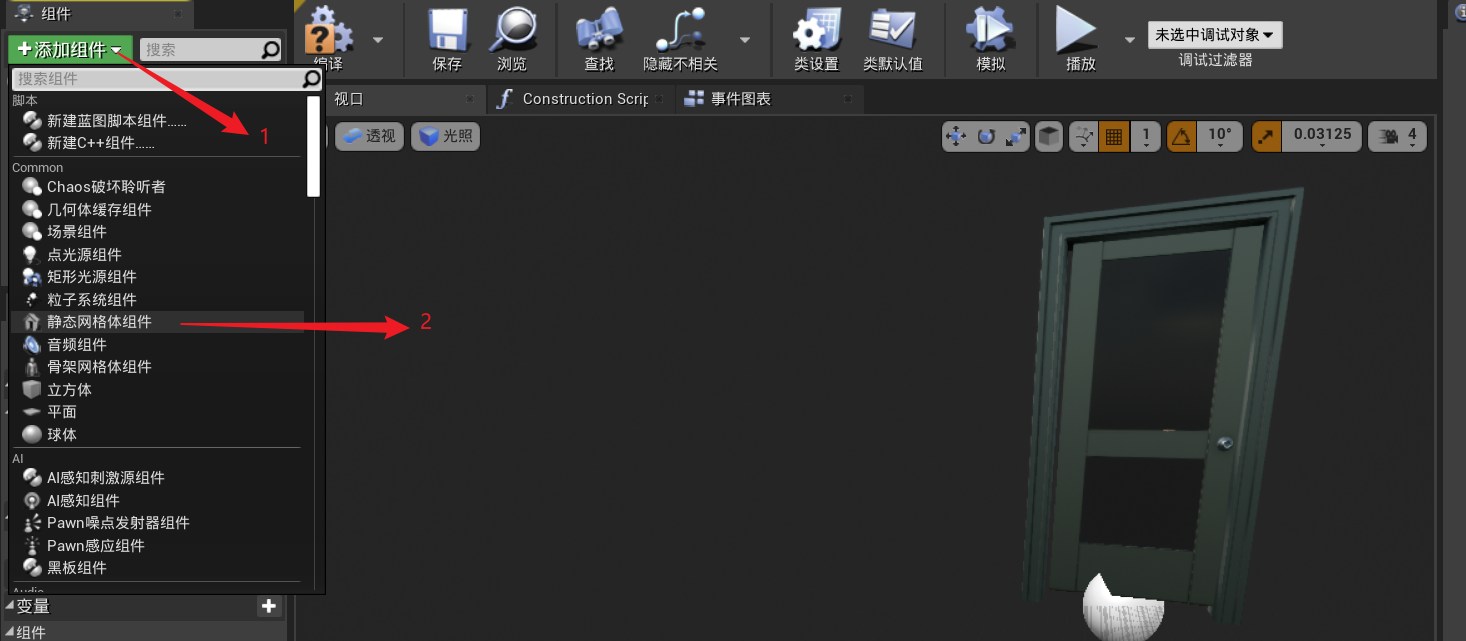 组件
添加组件
搜索
搜索组件
脚本
新建蓝图脚本组件......
新建C++组件......
Common
Chaos破坏聆听者
几何体缓存组件
场景组件
点光源组件
矩形光源组件
粒子系统组件
静态网格体组件
音频组件
骨架网格体组件
立方体
平面
球体
AI
AI感知刺激源组件
AI感知组件
Pawn噪点发射器组件
Pawn感应组件
黑板组件
Audio
变量
组件
1
2
编译
保存
浏览
查找
隐藏不相关
类设置
类默认值
模拟
播放
未选中调试对象
调试过滤器
视口
Construction Scrip
事件图表
透视
光照
1
10°
0.03125
4